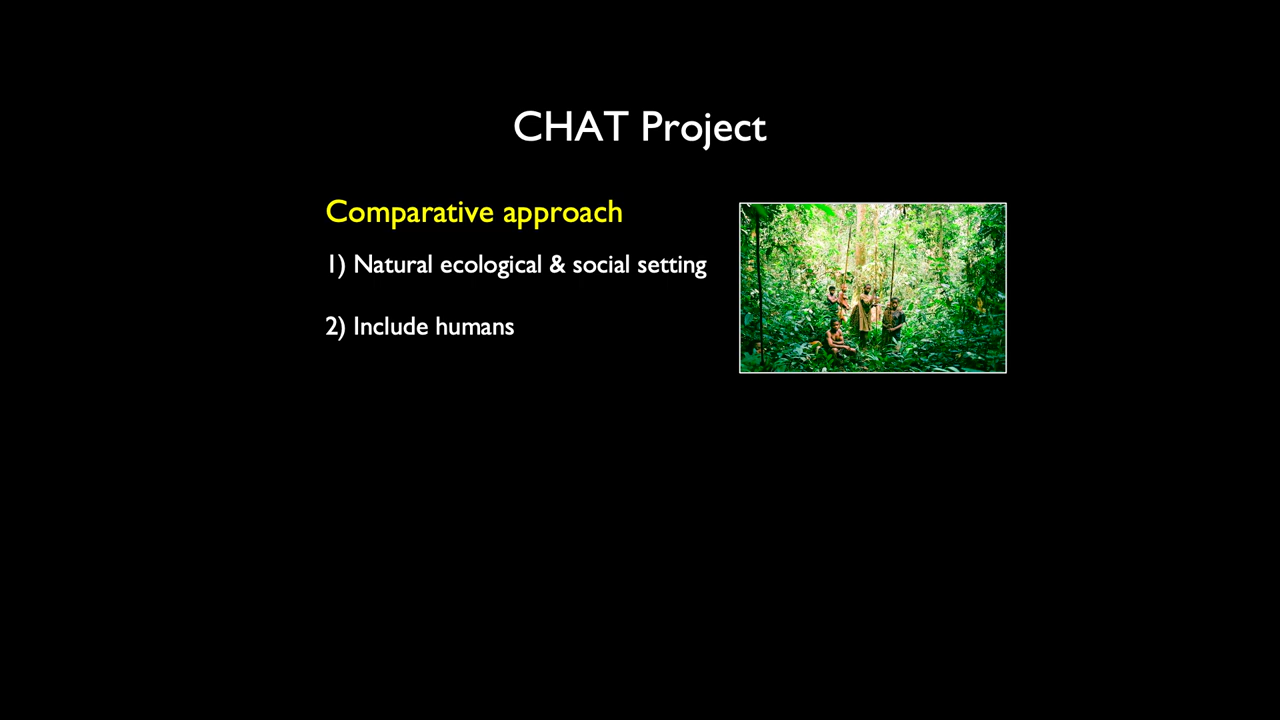 CHAT Project
Comparative approach
1) Natural ecological & social setting
2) Include humans